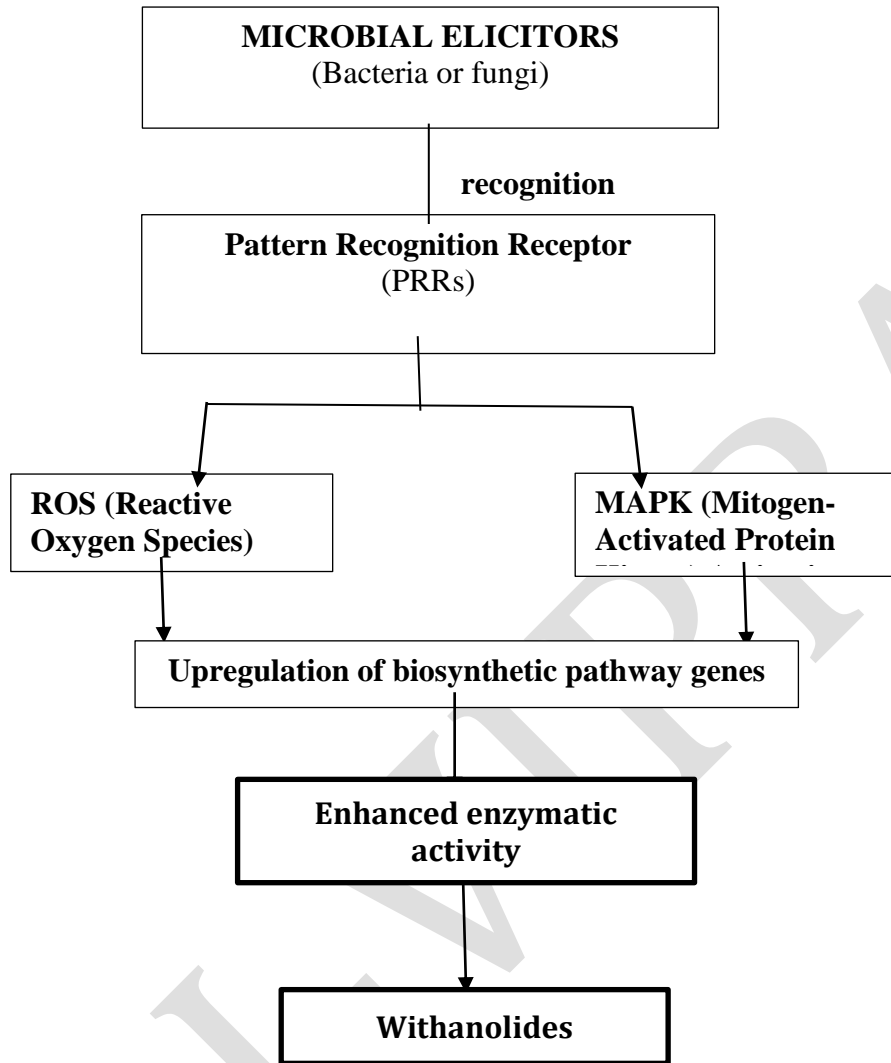 MICROBIAL ELICITORS
(Bacteria or fungi)
recognition
Pattern Recognition Receptor
(PRRs)
ROS (Reactive
Oxygen Species)
MAPK (Mitogen-
Activated Protein
Upregulation of biosynthetic pathway genes
Enhanced enzymatic
activity
Withanolides